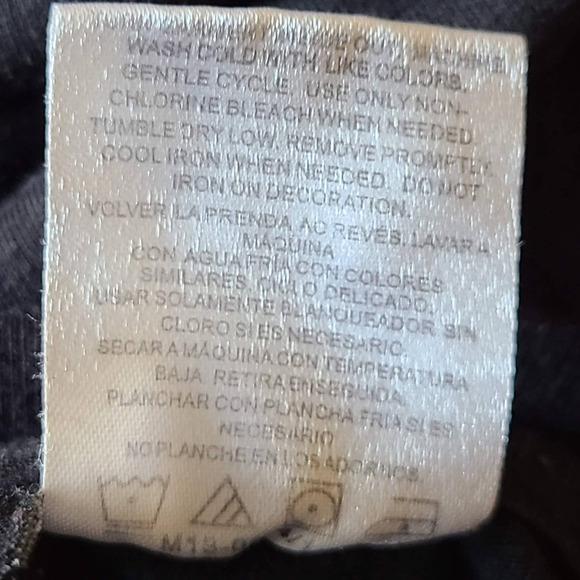 OUT. MACHINE
WASH COLD WITH LIKE COLORS.
GENTLE CYCLE. USE ONLY NON-
CHLORINE BLEACH WHEN NEEDED.
TUMBLE DRY LOW. REMOVE PROMPTLY.
COOL IRON WHEN NEEDED. DO NOT
IRON ON DECORATION.
VOLVER LA PRENDA AC REVES. LAVAR A
MAQUINA
CON AGUA FRIA CON COLORES
SIMILARES, CICLO DELICADO.
USAR SOLAMENTE BLANQUEADOR SIN
CLORO SI ES NECESARIO.
SECAR A MAQUINA CON TEMPERATURA
BAJA. RETIRA ENSEGUIDA.
PLANCHAR CON PLANCHA FRIA SI ES
NECESARIO
NO PLANCHE EN LOS ADORNOS.